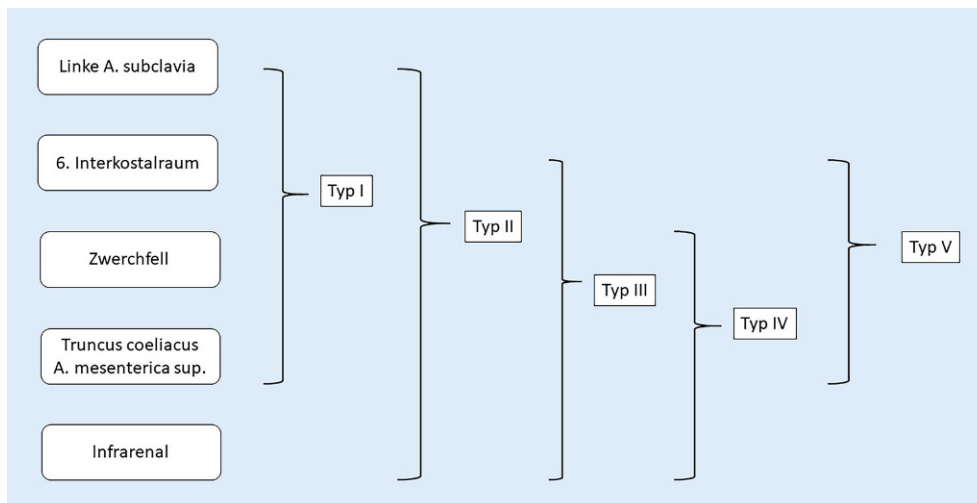 Linke A. subclavia
6. Interkostalraum
Zwerchfell
Truncus coeliacus
A. mesenterica sup.
Infrarenal
Typ I
Typ II
Typ III
Typ IV
Typ V